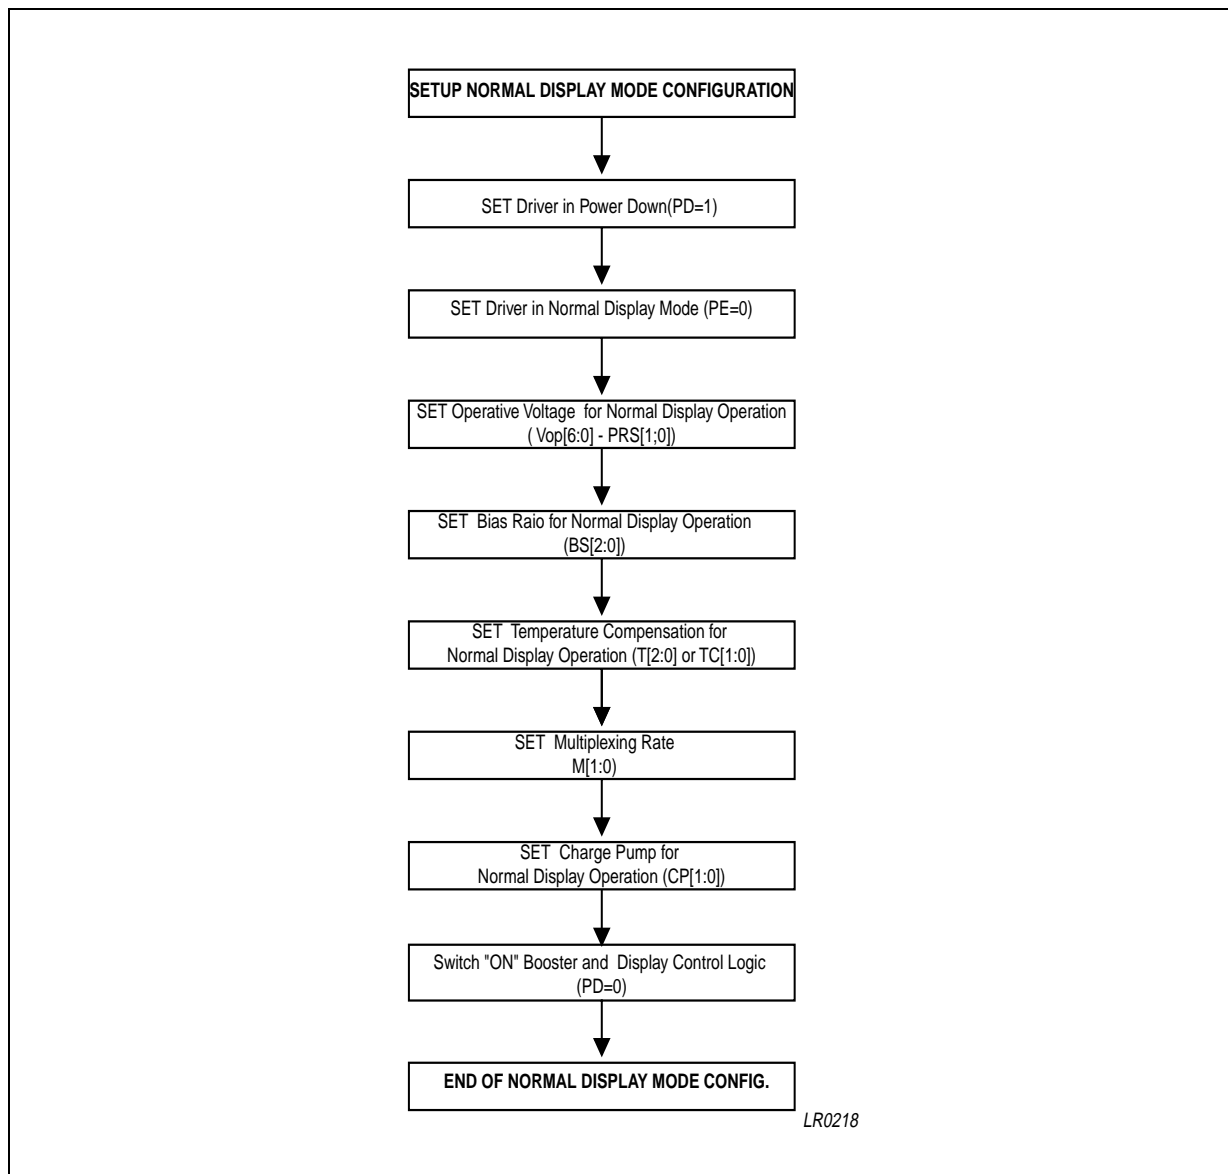 SETUP NORMAL DISPLAY MODE CONFIGURATION
SET Driver in Power Down(PD=1)
SET Driver in Normal Display Mode (PE=0)
SET Operative Voltage for Normal Display Operation
( Vop[6:0] - PRS[1;0])
SET Bias Raio for Normal Display Operation
(BS[2:0])
SET Temperature Compensation for
Normal Display Operation (T[2:0] or TC[1:0])
SET Multiplexing Rate
M[1:0)
SET Charge Pump for
Normal Display Operation (CP[1:0])
Switch "ON" Booster and Display Control Logic
(PD=0)
END OF NORMAL DISPLAY MODE CONFIG.
LR0218